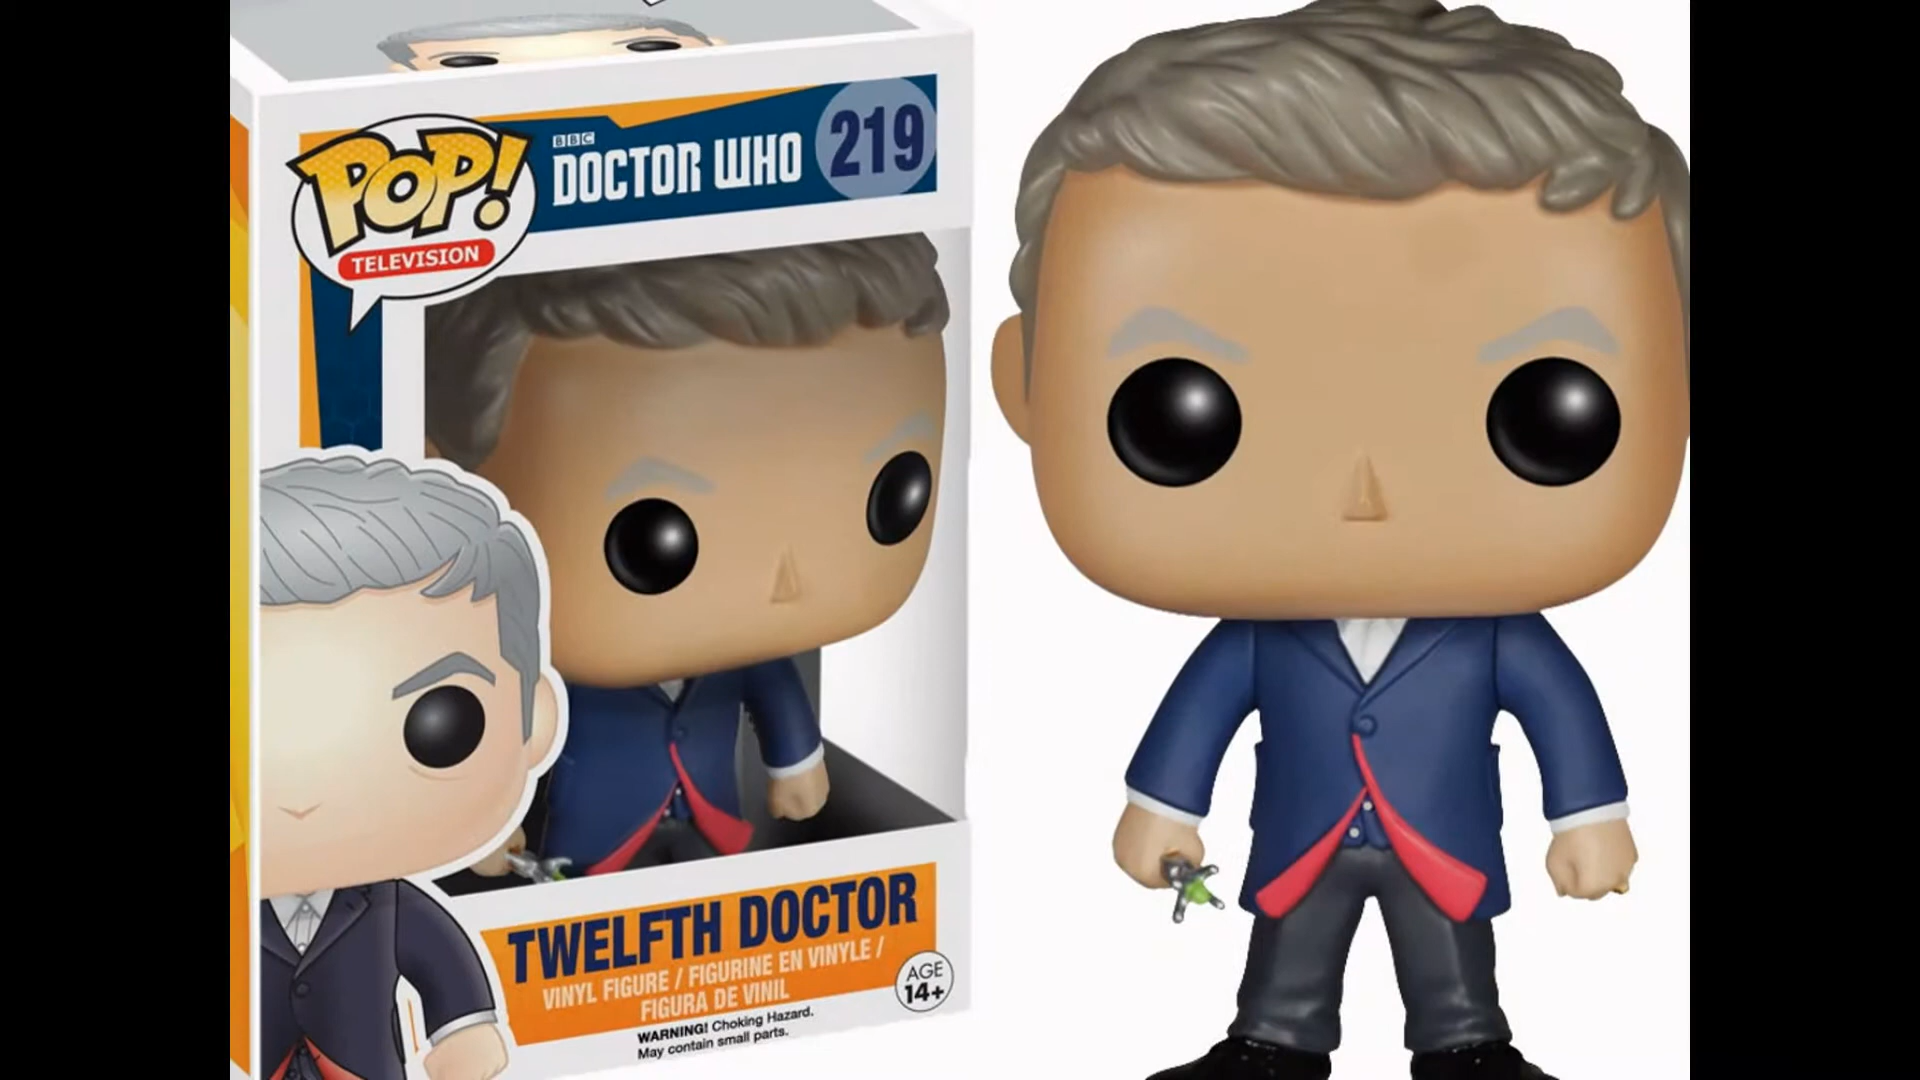 POP!
TELEVISION
BBC
DOCTOR WHO
219
TWELFTH DOCTOR
VINYL FIGURE / FIGURINE EN VINYLE /
FIGURA DE VINIL
AGE
14+
WARNING! Choking Hazard.
May contain small parts.